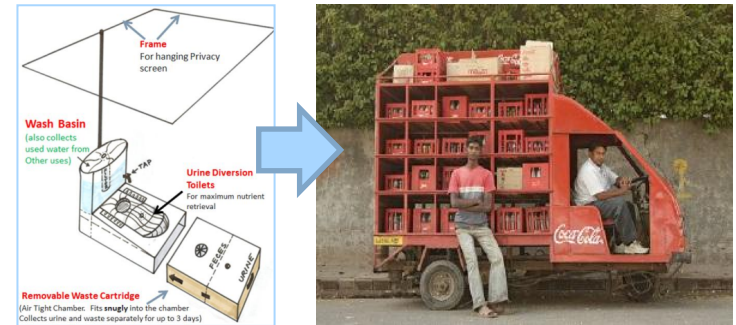 Frame
For hanging Privacy
screen
Wash Basin
(also collects
used water from
Other uses)
TAP
Urine Diversion
Toilets
For maximum nutrient
retrieval
FECES
URINE
Removable Waste Cartridge
(Air Tight Chamber. Fits snugly into the chamber
Collects urine and waste separately for up to 3 days)
Coca-Cola